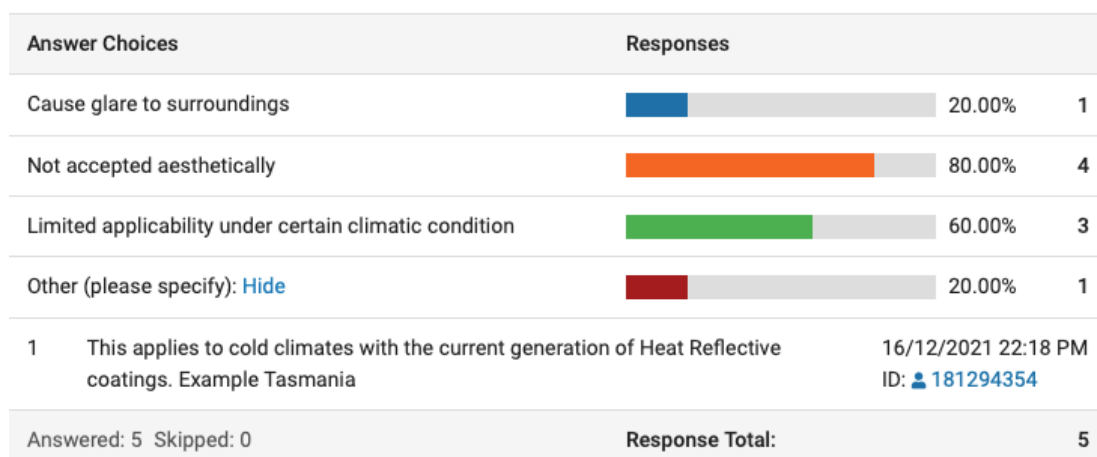 Answer Choices Responses
Cause glare to surroundings 20.00% 1
Not accepted aesthetically 80.00% 4
Limited applicability under certain climatic condition 60.00% 3
Other (please specify): Hide 20.00% 1
1 This applies to cold climates with the current generation of Heat Reflective 16/12/2021 22:18 PM
coatings. Example Tasmania ID: 181294354
Answered: 5 Skipped: 0 Response Total: 5